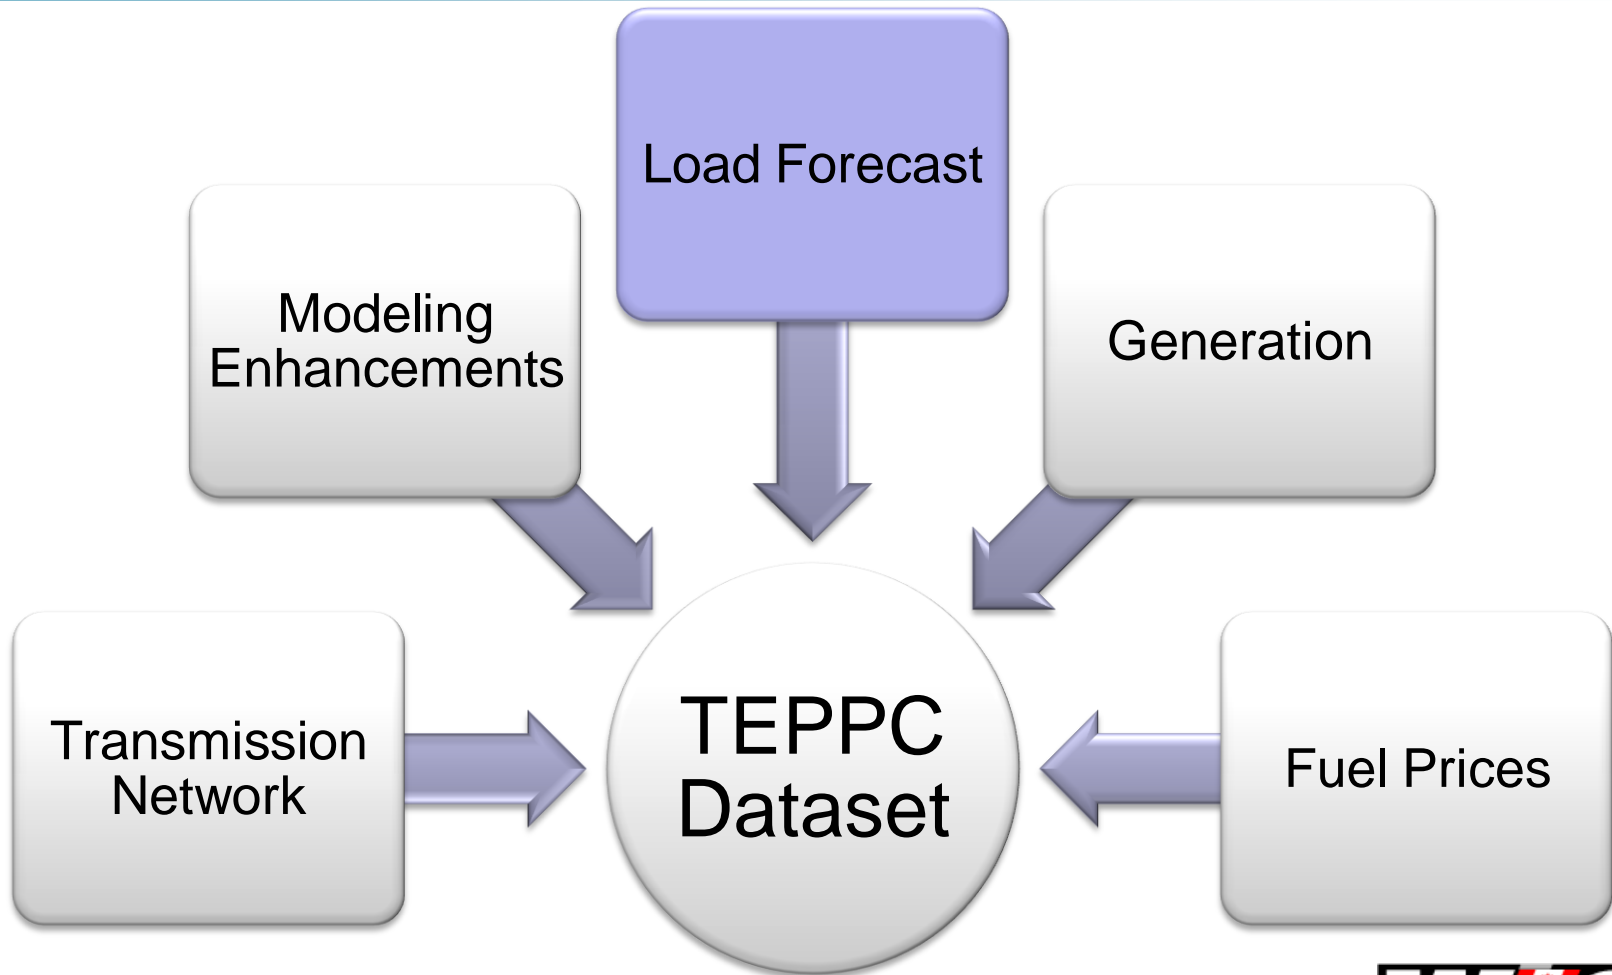 Load Forecast
Modeling
Enhancements
Generation
Transmission
Network
TEPPC
Dataset
Fuel Prices